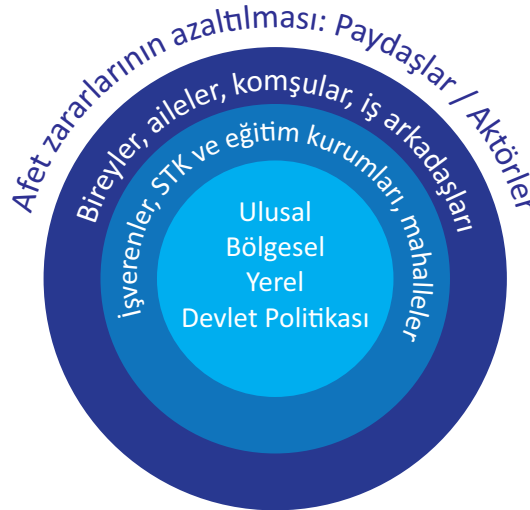 Afet zararlarının azaltılması: Paydaşlar / Aktörler
Bireyler, aileler, komşular, iş arkadaşları
İşverenler, STK ve eğitim kurumları, mahalleler
Ulusal
Bölgesel
Yerel
Devlet Politikası